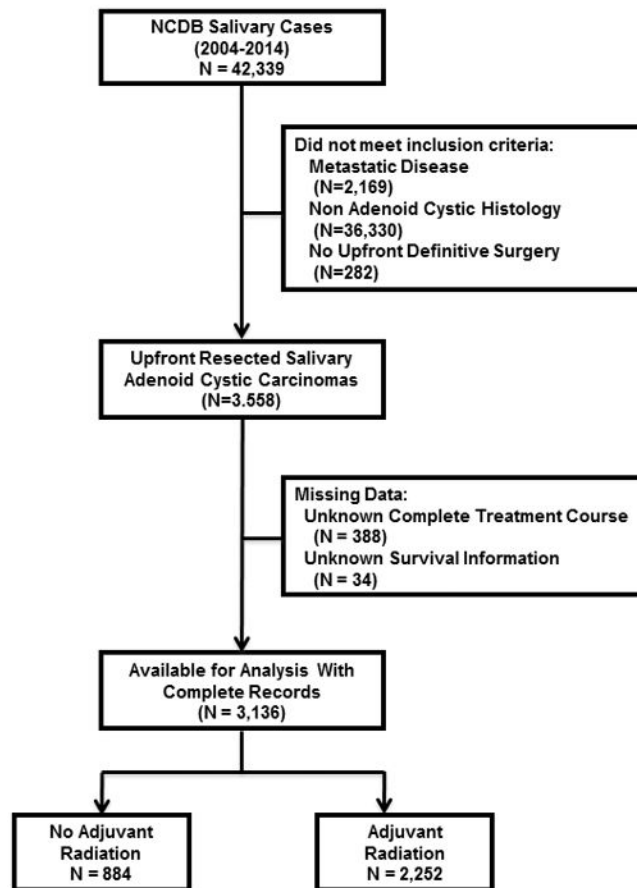 NCDB Salivary Cases
(2004-2014)
N = 42,339
Did not meet inclusion criteria:
Metastatic Disease
(N=2,169)
Non Adenoid Cystic Histology
(N=36,330)
No Upfront Definitive Surgery
(N=282)
Upfront Resected Salivary
Adenoid Cystic Carcinomas
(N=3.558)
Missing Data:
Unknown Complete Treatment Course
(N = 388)
Unknown Survival Information
(N = 34)
Available for Analysis With
Complete Records
(N = 3,136)
No Adjuvant
Radiation
N = 884
Adjuvant
Radiation
N = 2,252